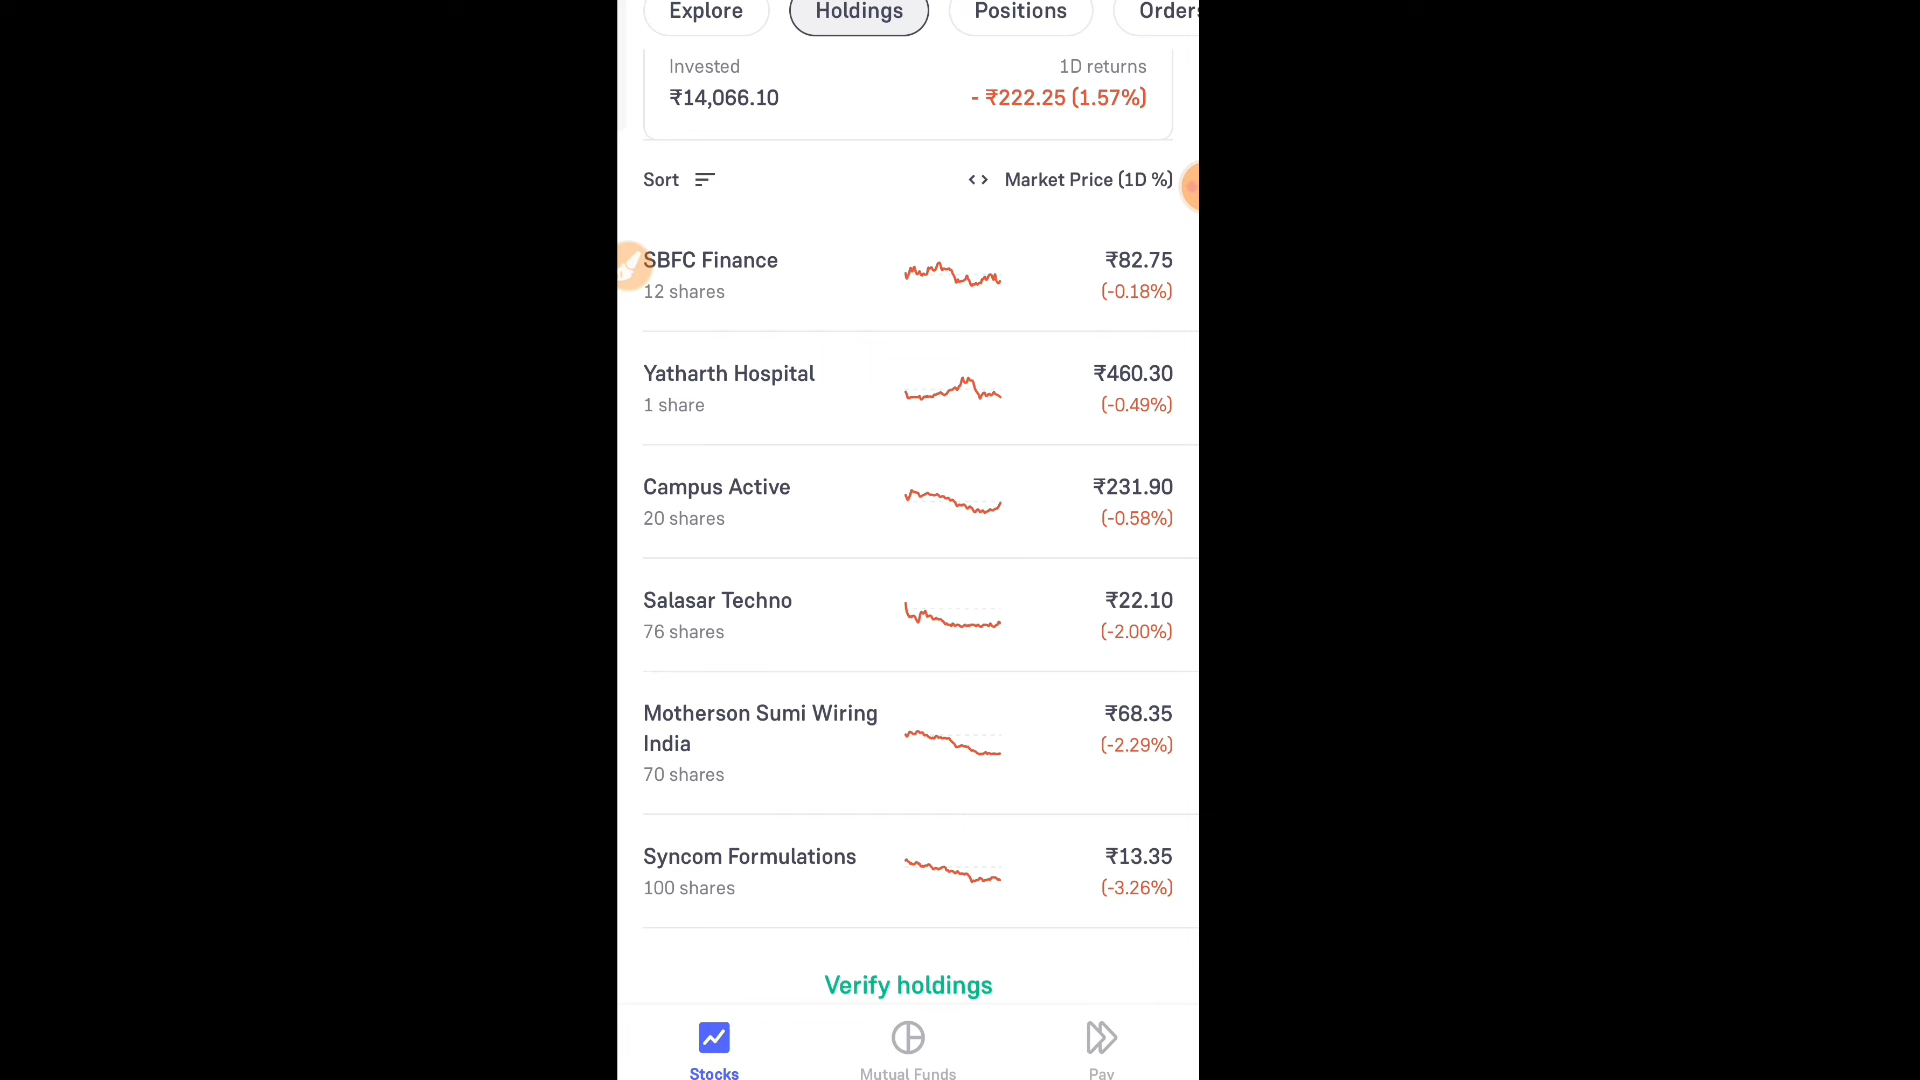 Explore Holdings Positions Orders
Invested 1D returns
₹14,066.10 - ₹222.25 (1.57%)
Sort <> Market Price (1D %)
SBFC Finance ₹82.75
12 shares (-0.18%)
Yatharth Hospital ₹460.30
1 share (-0.49%)
Campus Active ₹231.90
20 shares (-0.58%)
Salasar Techno ₹22.10
76 shares (-2.00%)
Motherson Sumi Wiring ₹68.35
India (-2.29%)
70 shares
Syncom Formulations ₹13.35
100 shares (-3.26%)
Verify holdings
Stocks Mutual Funds Pay